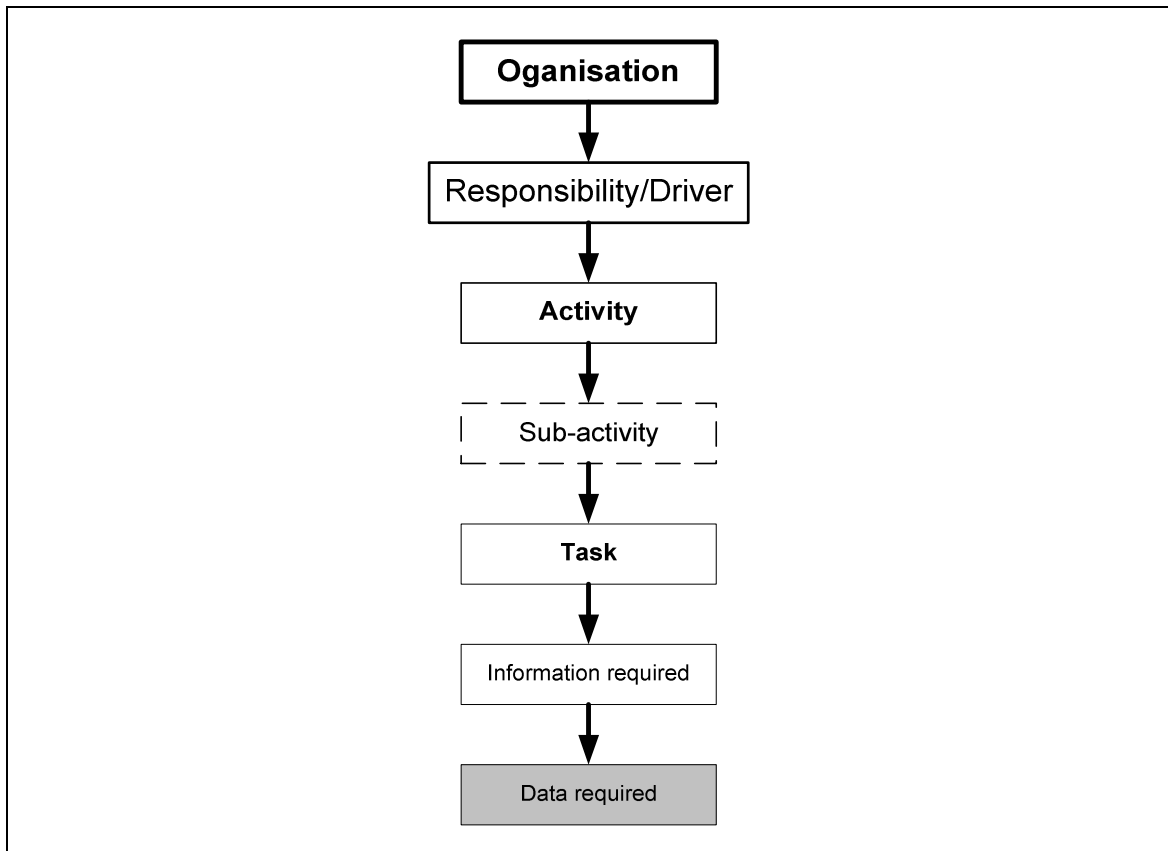 Oganisation
Responsibility/Driver
Activity
Sub-activity
Task
Information required
Data required